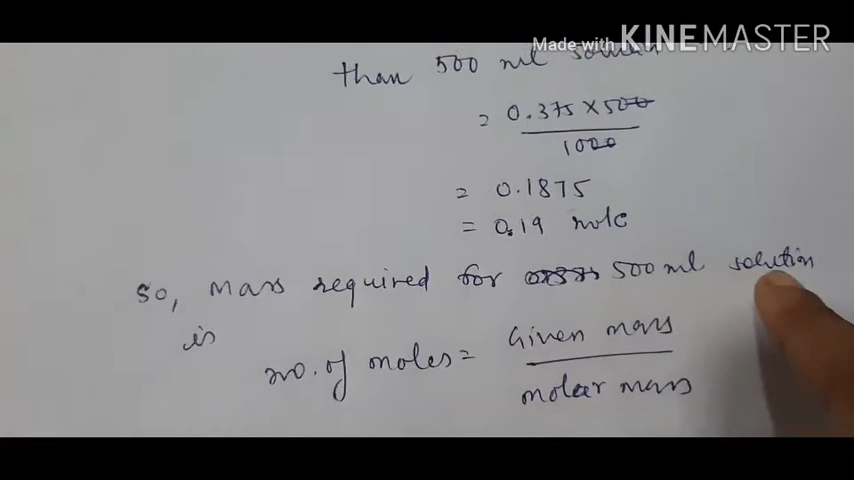 Made with KINEMASTER
than 500 ml
= 0.375 × 500
1000
= 0.1875
= 0.19 mole
so, mass required for 500 ml solution
is
no. of moles = Given mass
molar mass